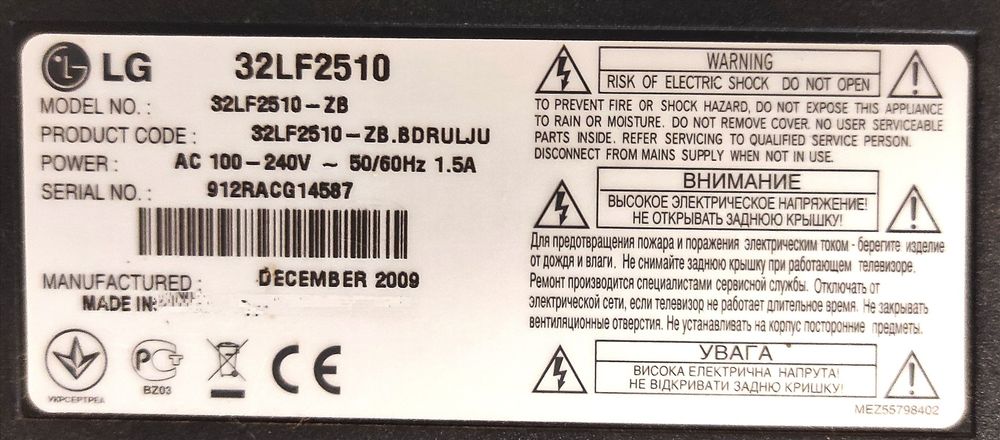 LG 32LF2510
MODEL NO. : 32LF2510-ZB
PRODUCT CODE : 32LF2510-ZB.BDRULJU
POWER : AC 100-240V ~ 50/60Hz 1.5A
SERIAL NO. : 912RACG14587
MANUFACTURED : DECEMBER 2009
MADE IN:
УКРСЕПРТРЕА
РСТ
BZ03
CE
WARNING
RISK OF ELECTRIC SHOCK DO NOT OPEN
TO PREVENT FIRE OR SHOCK HAZARD, DO NOT EXPOSE THIS APPLIANCE
TO RAIN OR MOISTURE. DO NOT REMOVE COVER. NO USER SERVICEABLE
PARTS INSIDE. REFER SERVICING TO QUALIFIED SERVICE PERSON.
DISCONNECT FROM MAINS SUPPLY WHEN NOT IN USE.
ВНИМАНИЕ
ВЫСОКОЕ ЭЛЕКТРИЧЕСКОЕ НАПРЯЖЕНИЕ!
НЕ ОТКРЫВАТЬ ЗАДНЮЮ КРЫШКУ!
Для предотвращения пожара и поражения электрическим током - берегите изделие
от дождя и влаги. Не снимайте заднюю крышку при работающем телевизоре.
Ремонт производится специалистами сервисной службы. Отключать от
электрической сети, если телевизор не работает длительное время. Не закрывать
вентиляционные отверстия. Не устанавливать на корпус посторонние предметы.
УВАГА
ВИСОКА ЕЛЕКТРИЧНА НАПРУГА!
НЕ ВІДКРИВАТИ ЗАДНЮ КРИШКУ!
MEZ55798402